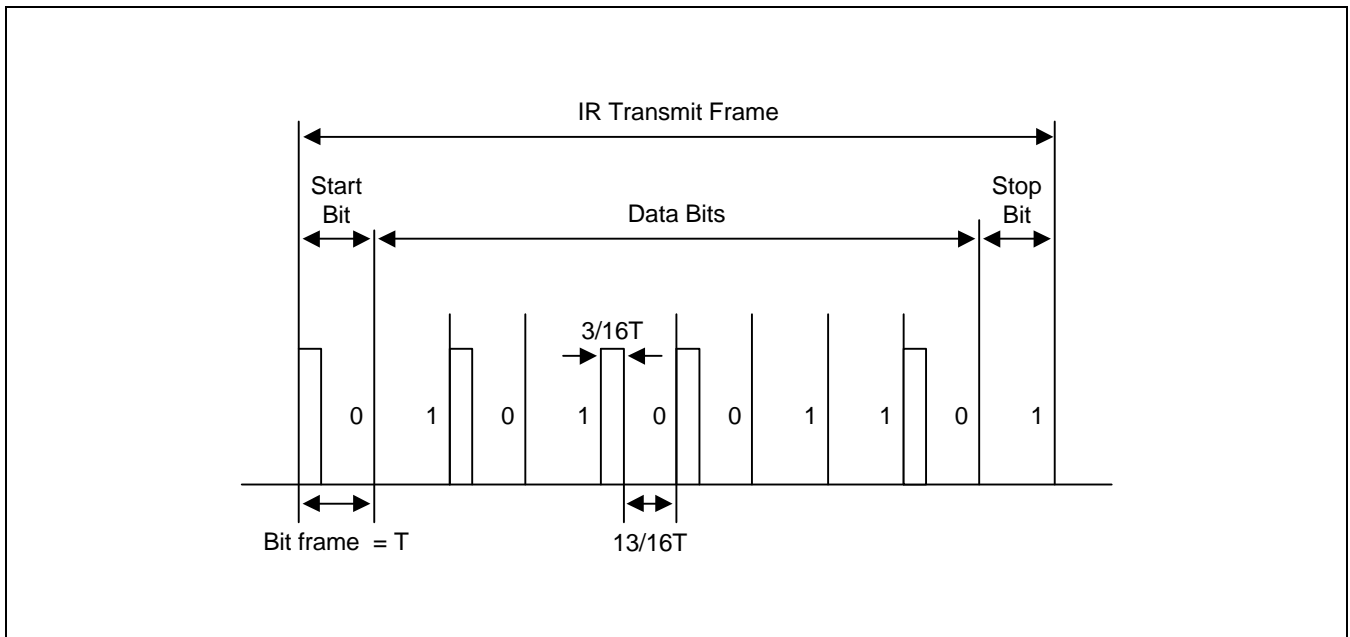 IR Transmit Frame
Start
Bit
Data Bits
Stop
Bit
3/16T
0 1 0 1 0 0 1 1 0 1
Bit frame = T
13/16T